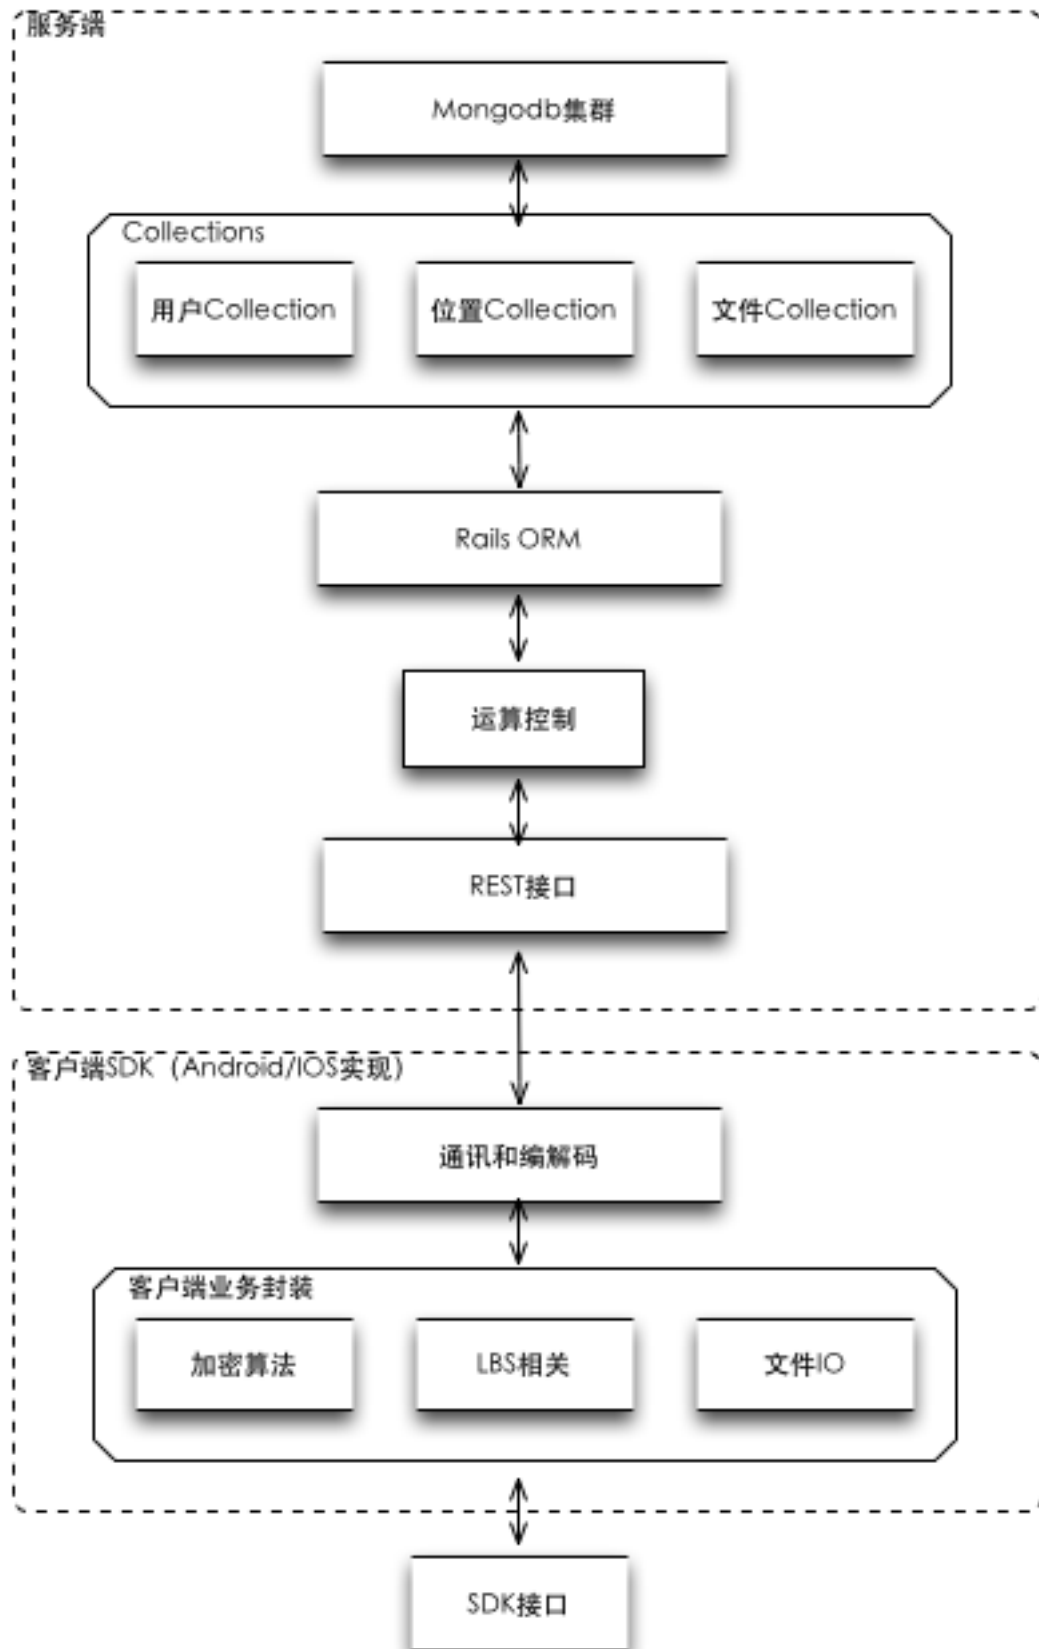 服务端
Mongodb集群
Collections
用户Collection
位置Collection
文件Collection
Rails ORM
运算控制
REST接口
客户端SDK（Android/IOS实现）
通讯和编解码
客户端业务封装
加密算法
LBS相关
文件IO
SDK接口